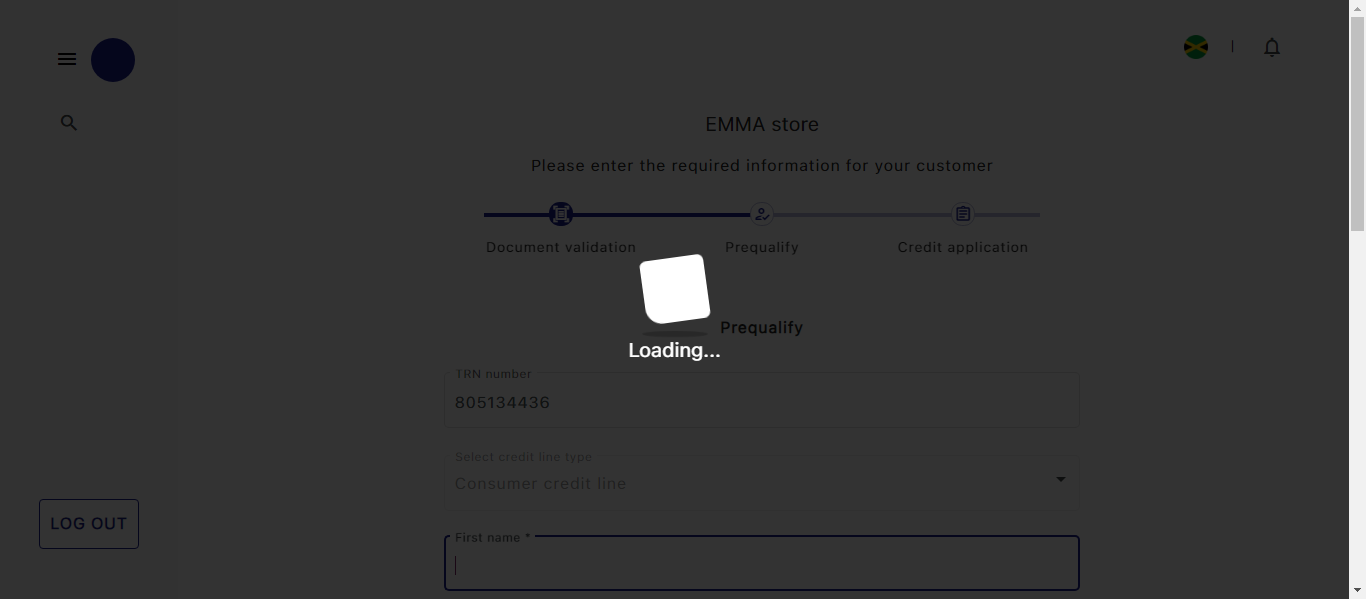 EMMA store
Please enter the required information for your customer
Document validation
Prequalify
Credit application
Prequalify
Loading...
TRN number
805134436
Select credit line type
Consumer credit line
First name *
LOG OUT